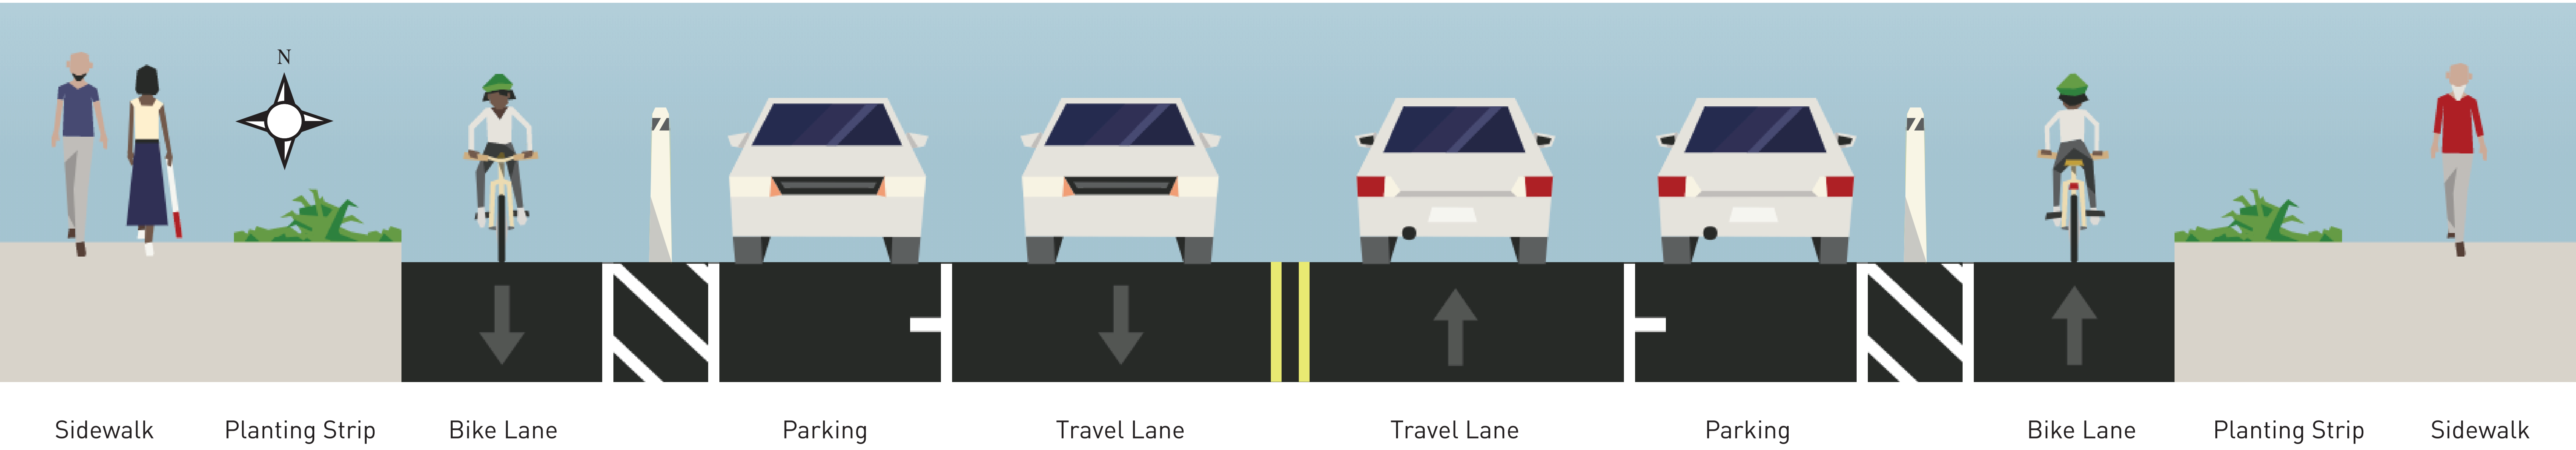 N
Sidewalk
Planting Strip
Bike Lane
Parking
Travel Lane
Travel Lane
Parking
Bike Lane
Planting Strip
Sidewalk